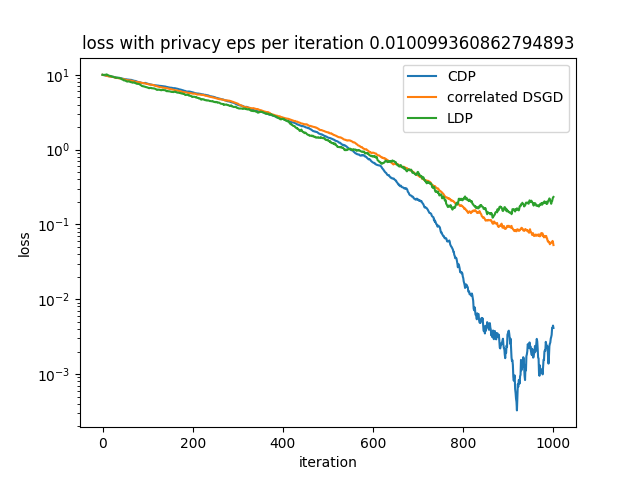 loss with privacy eps per iteration 0.010099360862794893
CDP
correlated DSGD
LDP
10¹
10⁰
10⁻¹
10⁻²
10⁻³
loss
0 200 400 600 800 1000
iteration